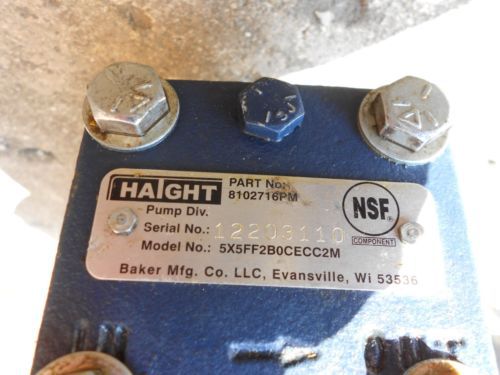 HAIGHT PART No:
8102716PM
Pump Div.
Serial No: 12203110
Model No.: 5X5FF2B0CECC2M
NSF®
COMPONENT
Baker Mfg. Co. LLC, Evansville, Wi 53536